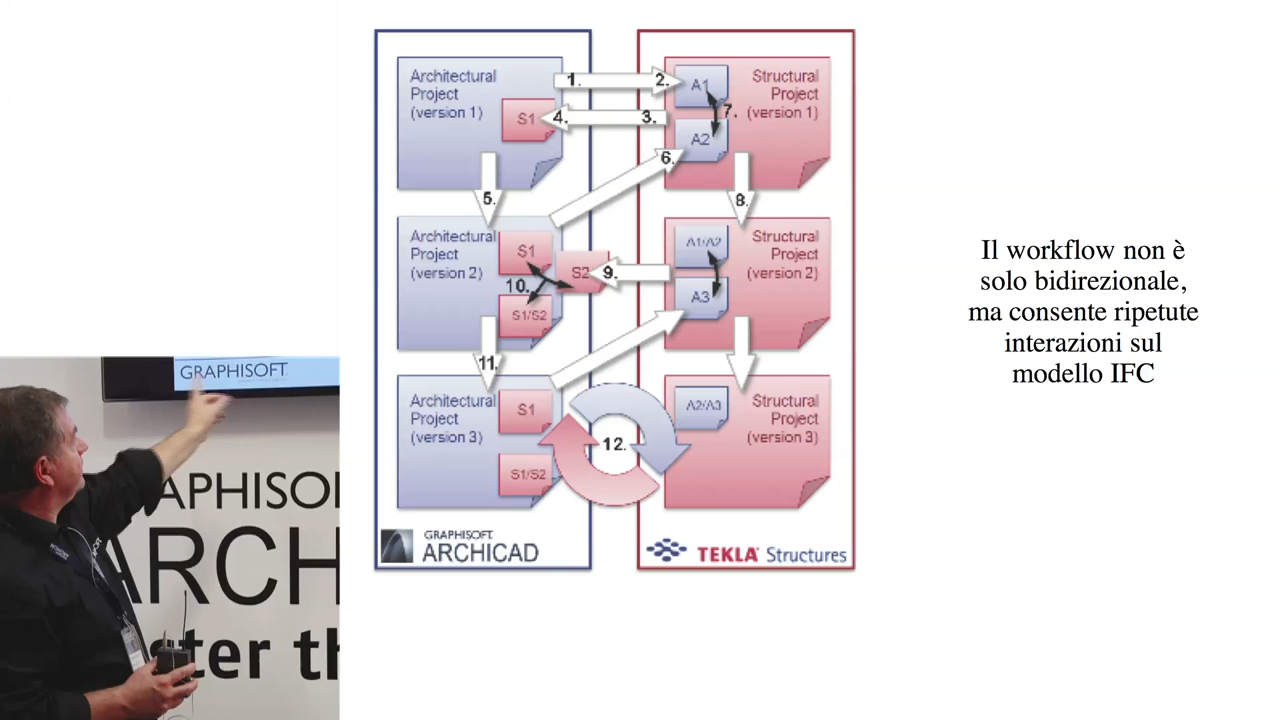 Architectural
Project
(version 1)
S1
1.
2.
4.
3.
A1
A2
7.
Structural
Project
(version 1)
5.
6.
8.
Architectural
Project
(version 2)
S1
S2
10.
S1/S2
9.
A1/A2
A3
Structural
Project
(version 2)
11.
Architectural
Project
(version 3)
S1
S1/S2
12.
A2/A3
Structural
Project
(version 3)
GRAPHISOFT
ARCHICAD
TEKLA Structures
Il workflow non è
solo bidirezionale,
ma consente ripetute
interazioni sul
modello IFC
GRAPHISOFT
RAPHISO
ARCH
ster th